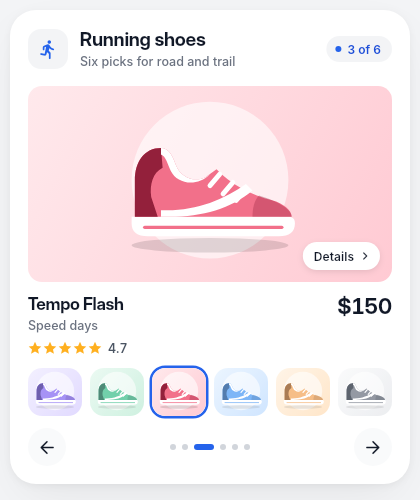 Running shoes
Six picks for road and trail
3 of 6
Details
Tempo Flash
$150
Speed days
4.7